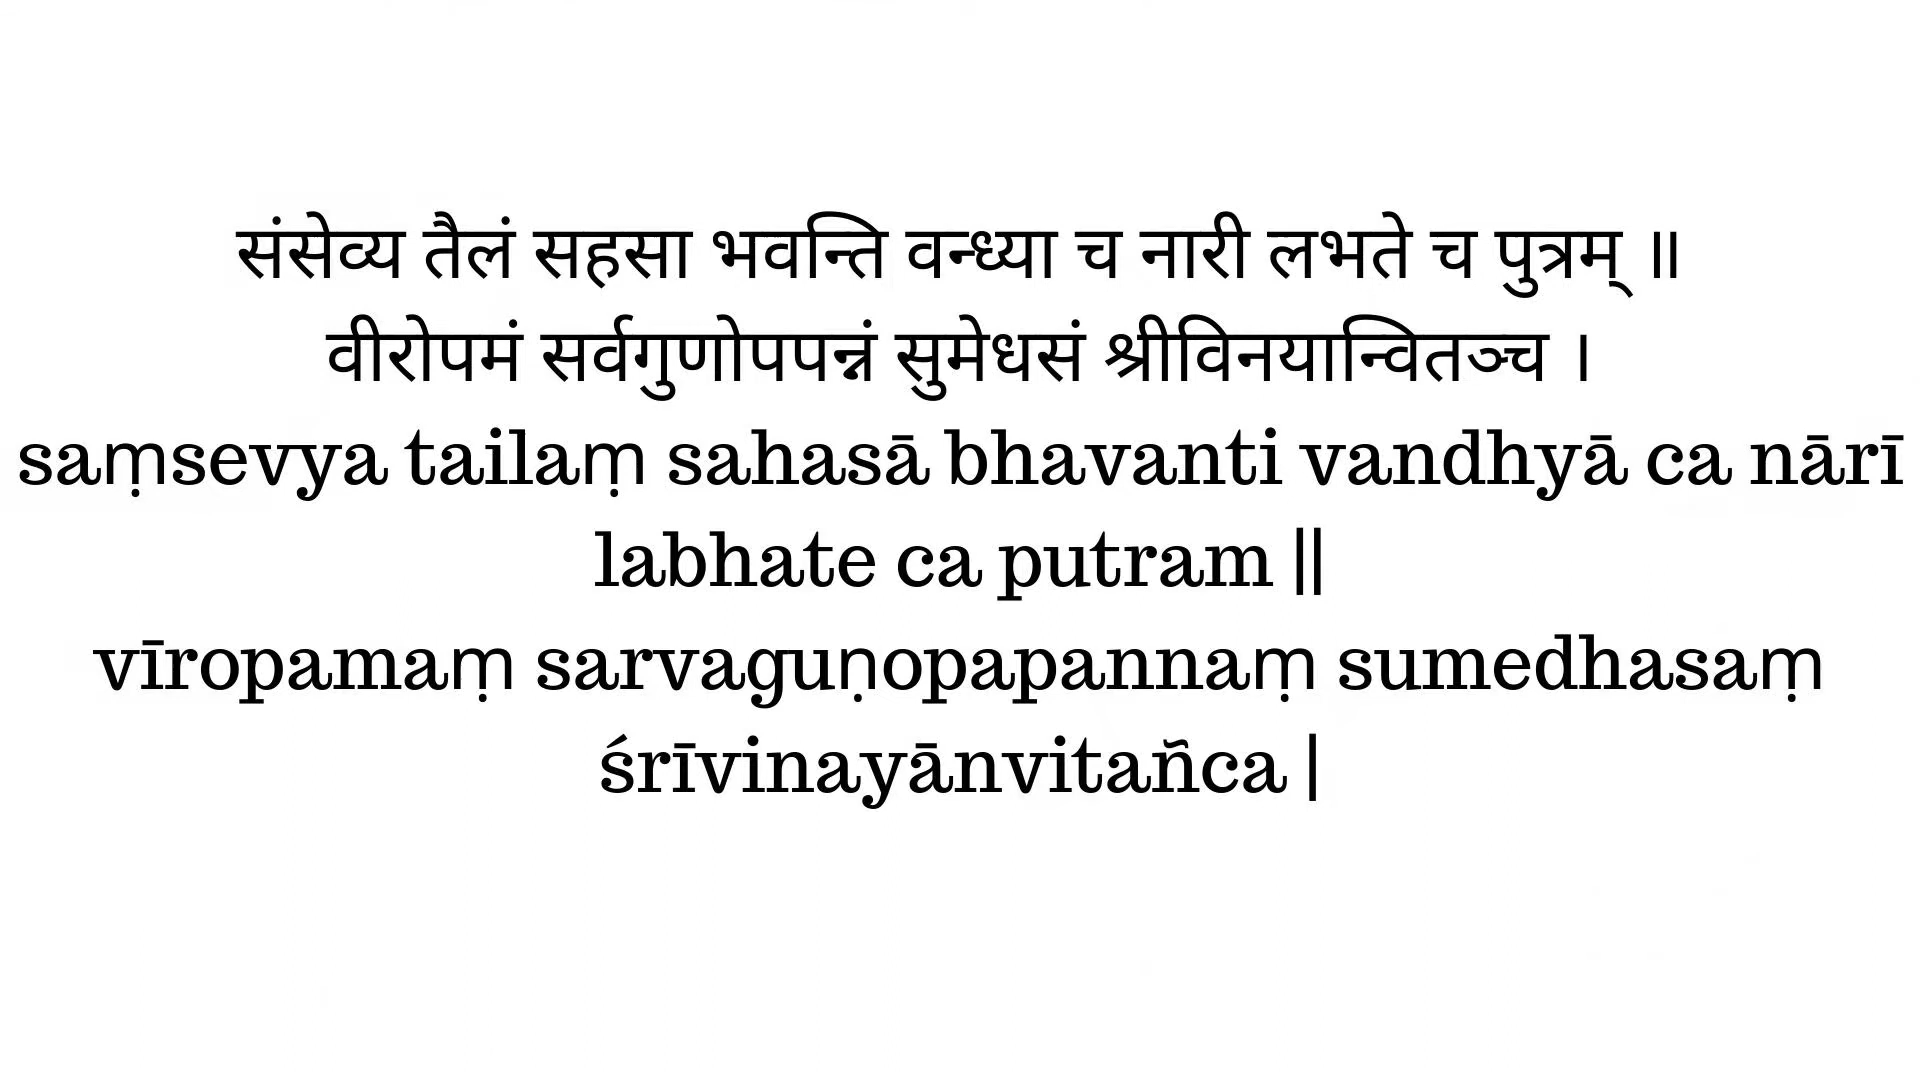 संसेव्य तैलं सहसा भवन्ति वन्ध्या च नारी लभते च पुत्रम् ॥
वीरोपमं सर्वगुणोपपन्नं सुमेधसं श्रीविनयान्वितञ्च ।
saṃsevya tailaṃ sahasā bhavanti vandhyā ca nārī
labhate ca putram ||
vīropamaṃ sarvaguṇopapannaṃ sumedhasaṃ
śrīvinayānvitañca |